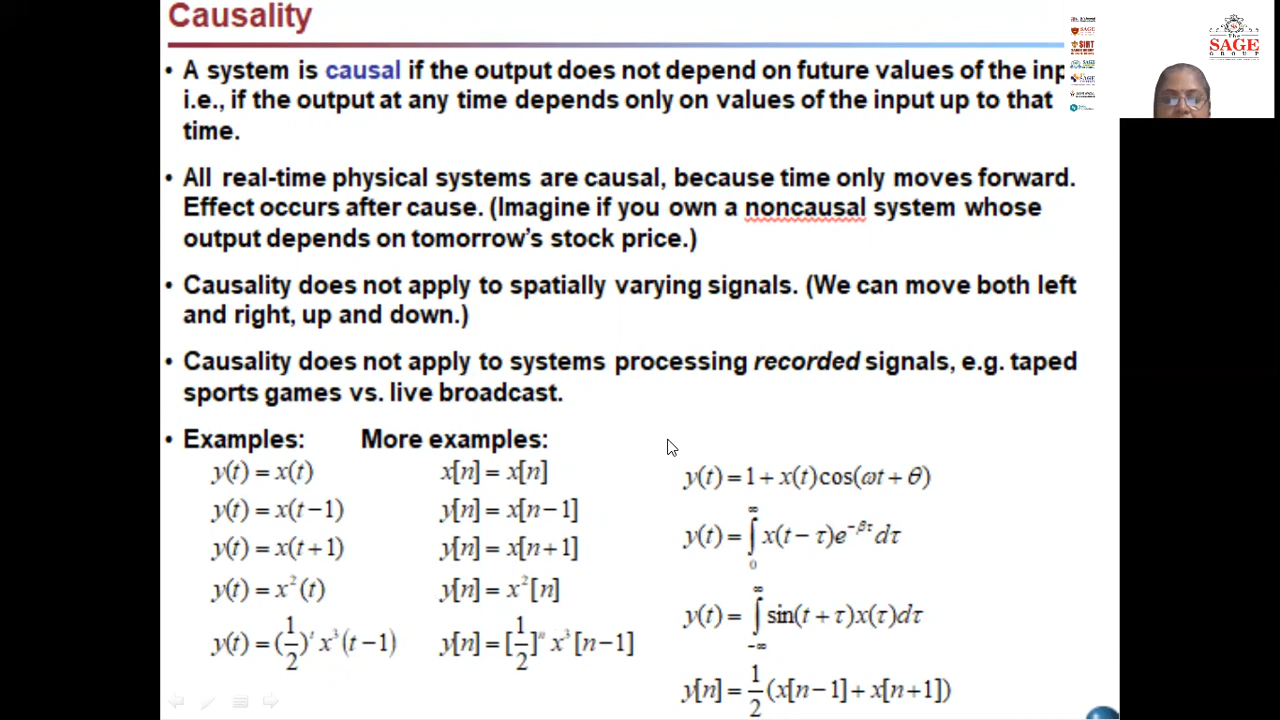 Causality
• A system is causal if the output does not depend on future values of the inp
i.e., if the output at any time depends only on values of the input up to that
time.
• All real-time physical systems are causal, because time only moves forward.
Effect occurs after cause. (Imagine if you own a noncausal system whose
output depends on tomorrow's stock price.)
• Causality does not apply to spatially varying signals. (We can move both left
and right, up and down.)
• Causality does not apply to systems processing recorded signals, e.g. taped
sports games vs. live broadcast.
• Examples: More examples:
y(t) = x(t)
y(t) = x(t−1)
y(t) = x(t+1)
y(t) = x²(t)
y(t) = (1/2)^t x³(t−1)
x[n] = x[n]
y[n] = x[n−1]
y[n] = x[n+1]
y[n] = x²[n]
y[n] = [1/2]^n x³[n−1]
y(t) = 1 + x(t)cos(ωt + θ)
y(t) = ∫₀^∞ x(t − τ)e^(−βτ) dτ
y(t) = ∫_(−∞)^∞ sin(t + τ)x(τ)dτ
y[n] = 1/2 (x[n−1] + x[n+1])
The
SAGE
GROUP
SAGE
SIRT
SAGE
SAGE